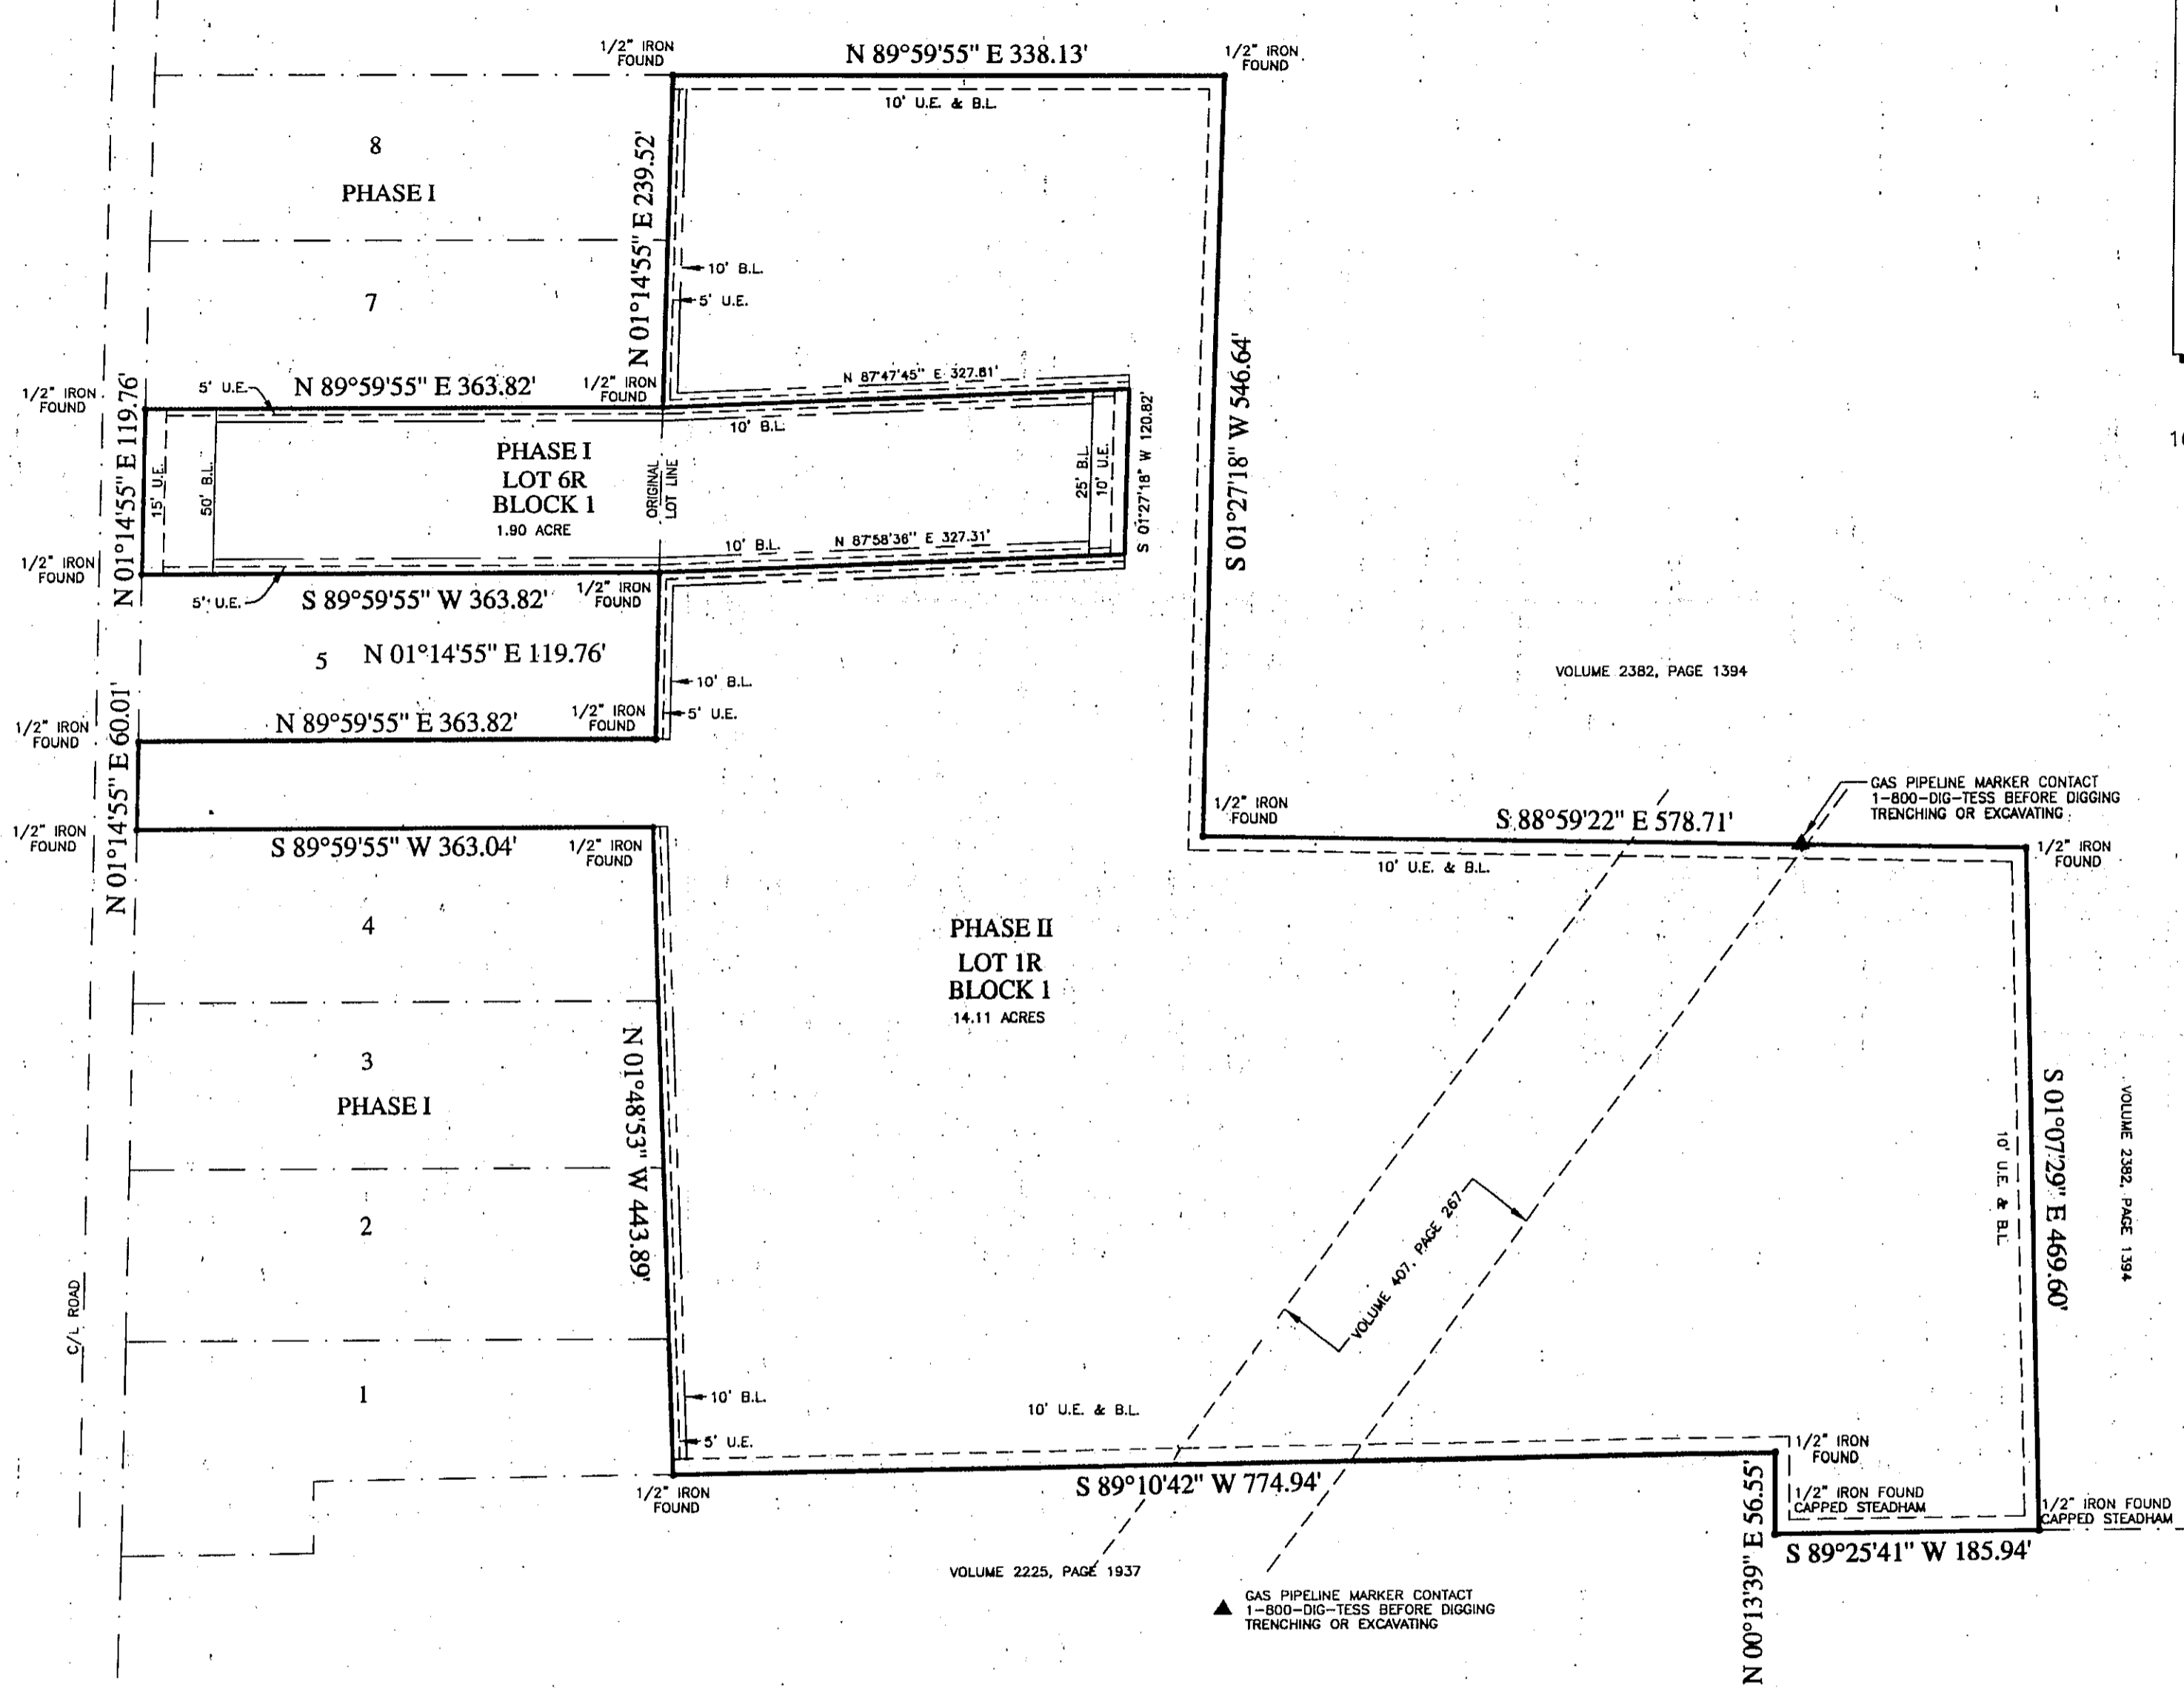 1/2" IRON
FOUND
N 89°59'55" E 338.13'
1/2" IRON
FOUND
10' U.E. & B.L.
8
PHASE I
N 01°14'55" E 239.52'
10' B.L.
5' U.E.
7
S 01°27'18" W 546.64'
1/2" IRON
FOUND
5' U.E.
N 89°59'55" E 363.82'
1/2" IRON
FOUND
N 87°47'45" E 327.81'
10' B.L.
N 01°14'55" E 119.76'
15' U.E.
50' B.L.
PHASE I
LOT 6R
BLOCK 1
1.90 ACRE
ORIGINAL
LOT LINE
25' B.L.
10' U.E.
S 01°27'18" W 120.82'
10' B.L.
N 87°58'36" E 327.31'
1/2" IRON
FOUND
5' U.E.
S 89°59'55" W 363.82'
1/2" IRON
FOUND
5
N 01°14'55" E 119.76'
10' B.L.
5' U.E.
VOLUME 2382, PAGE 1394
1/2" IRON
FOUND
N 89°59'55" E 363.82'
1/2" IRON
FOUND
N 01°14'55" E 60.01'
1/2" IRON
FOUND
S 89°59'55" W 363.04'
1/2" IRON
FOUND
1/2" IRON
FOUND
S 88°59'22" E 578.71'
GAS PIPELINE MARKER CONTACT
1-800-DIG-TESS BEFORE DIGGING
TRENCHING OR EXCAVATING
1/2" IRON
FOUND
10' U.E. & B.L.
4
PHASE II
LOT 1R
BLOCK 1
14.11 ACRES
3
PHASE I
N 01°48'53" W 443.89'
2
VOLUME 407, PAGE 267
10' U.E. & B.L.
S 01°07'29" E 469.60'
VOLUME 2382, PAGE 1394
C/L ROAD
1
10' B.L.
5' U.E.
10' U.E. & B.L.
1/2" IRON
FOUND
S 89°10'42" W 774.94'
1/2" IRON
FOUND
1/2" IRON FOUND
CAPPED STEADHAM
1/2" IRON FOUND
CAPPED STEADHAM
N 00°13'39" E 56.55'
S 89°25'41" W 185.94'
VOLUME 2225, PAGE 1937
GAS PIPELINE MARKER CONTACT
1-800-DIG-TESS BEFORE DIGGING
TRENCHING OR EXCAVATING